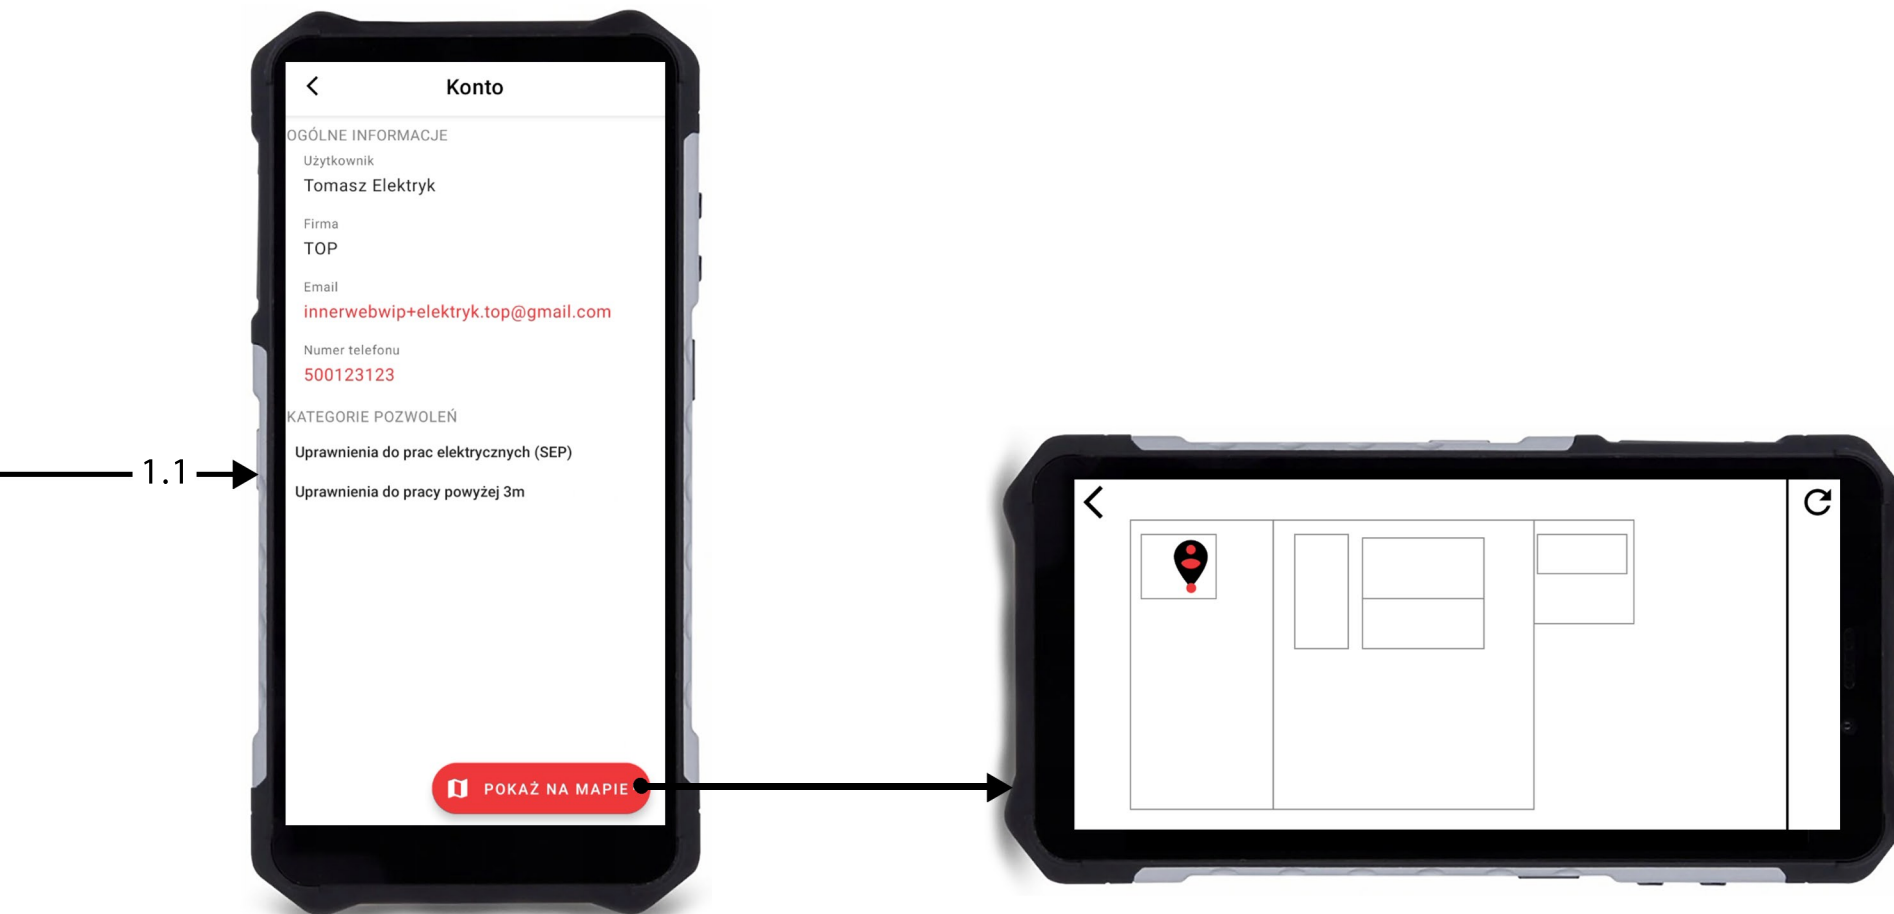 Konto
OGÓLNE INFORMACJE
Użytkownik
Tomasz Elektryk
Firma
TOP
Email
innerwebwip+elektryk.top@gmail.com
Numer telefonu
500123123
KATEGORIE POZWOLEŃ
Uprawnienia do prac elektrycznych (SEP)
1.1
Uprawnienia do pracy powyżej 3m
POKAŻ NA MAPIE